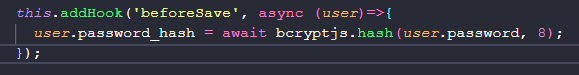 this.addHook('beforeSave', async (user)=>{
  user.password_hash = await bcryptjs.hash(user.password, 8);
});